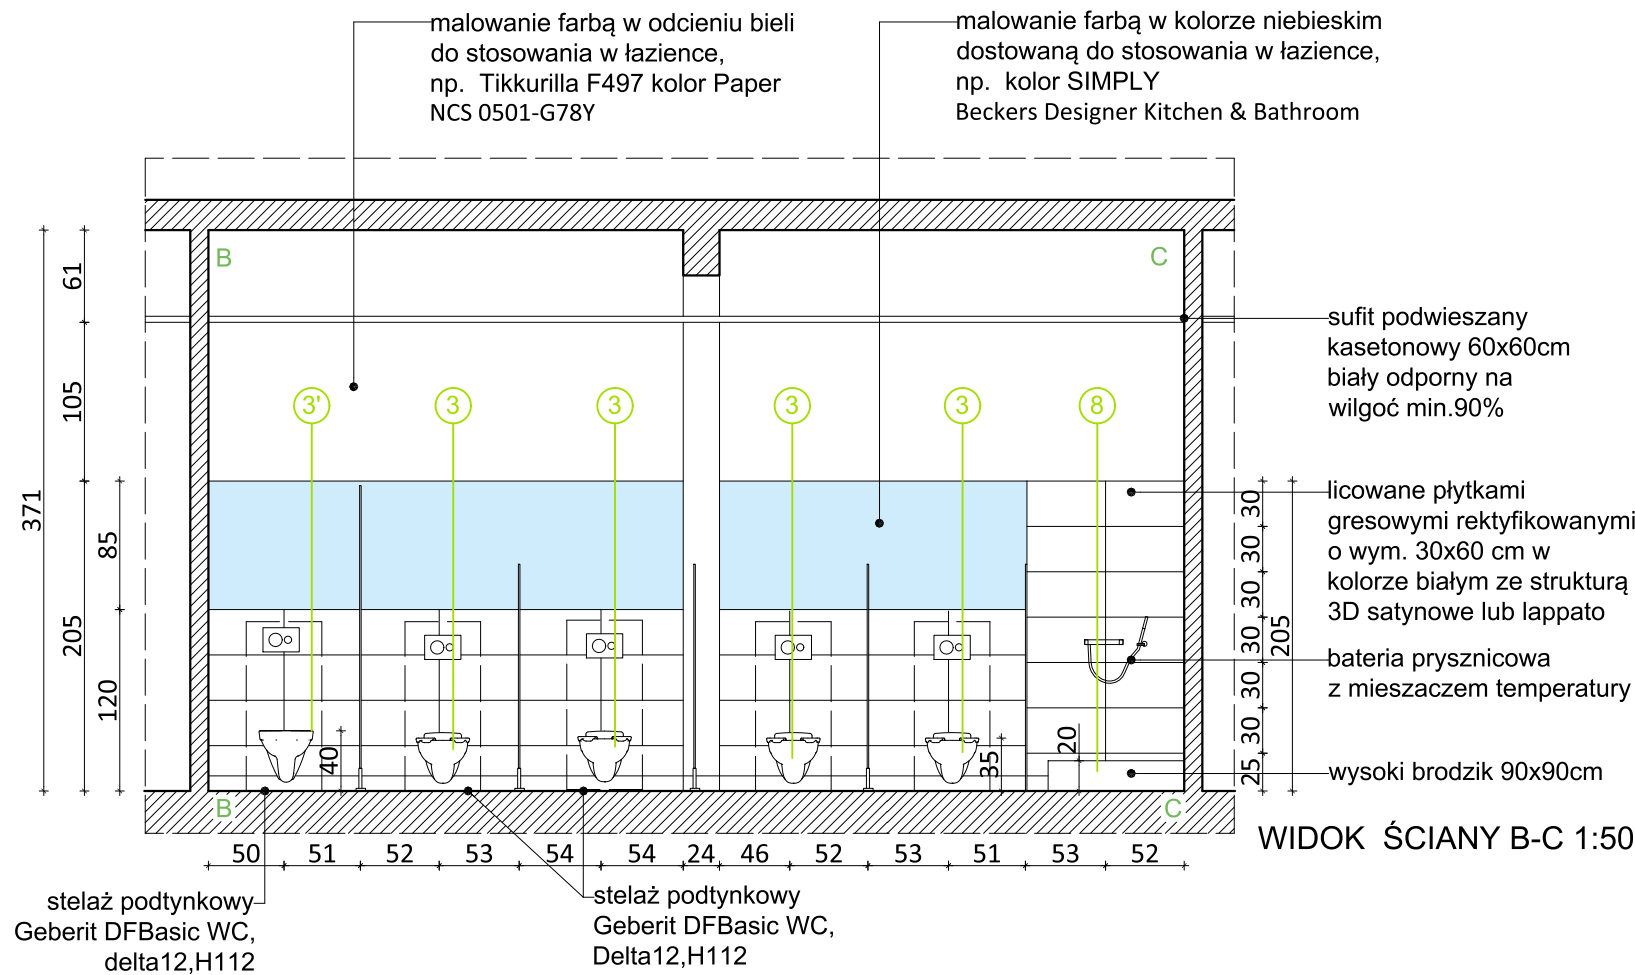 malowanie farbą w odcieniu bieli
do stosowania w łazience,
np. Tikkurilla F497 kolor Paper
NCS 0501-G78Y
malowanie farbą w kolorze niebieskim
dostowaną do stosowania w łazience,
np. kolor SIMPLY
Beckers Designer Kitchen & Bathroom
B
C
61
105
371
85
205
120
3'
3
3
3
3
8
sufit podwieszany
kasetonowy 60x60cm
biały odporny na
wilgoć min.90%
licowane płytkami
gresowymi rektyfikowanymi
o wym. 30x60 cm w
kolorze białym ze strukturą
3D satynowe lub lappato
bateria prysznicowa
z mieszaczem temperatury
wysoki brodzik 90x90cm
30
30
30
30
30
30
25
205
40
35
20
B
C
WIDOK ŚCIANY B-C 1:50
50
51
52
53
54
54
24
46
52
53
51
53
52
stelaż podtynkowy
Geberit DFBasic WC,
delta12,H112
stelaż podtynkowy
Geberit DFBasic WC,
Delta12,H112